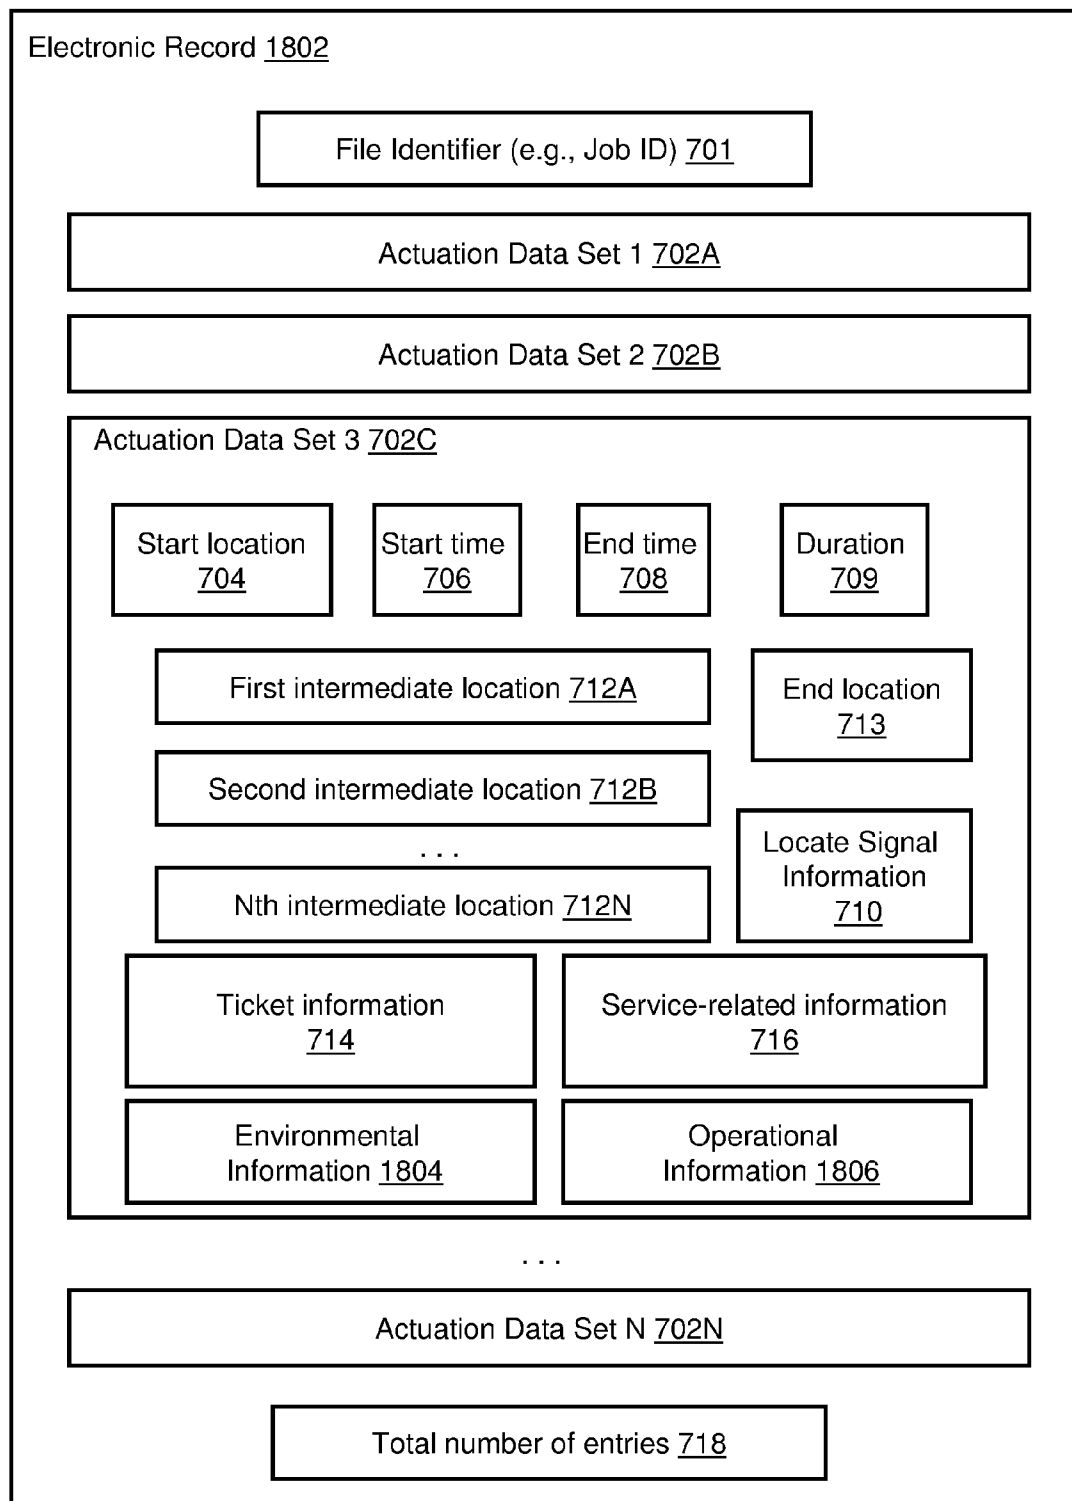 Electronic Record 1802
File Identifier (e.g., Job ID) 701
Actuation Data Set 1 702A
Actuation Data Set 2 702B
Actuation Data Set 3 702C
Start location
704
Start time
706
End time
708
Duration
709
First intermediate location 712A
End location
713
Second intermediate location 712B
. . .
Nth intermediate location 712N
Locate Signal
Information
710
Ticket information
714
Service-related information
716
Environmental
Information 1804
Operational
Information 1806
. . .
Actuation Data Set N 702N
Total number of entries 718